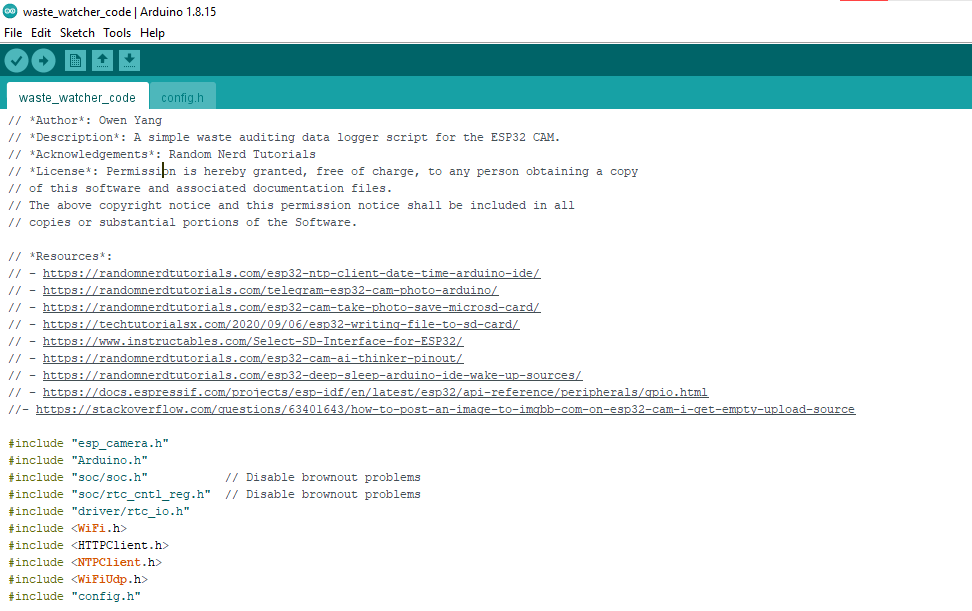 waste_watcher_code | Arduino 1.8.15
File Edit Sketch Tools Help
waste_watcher_code config.h
// *Author*: Owen Yang
// *Description*: A simple waste auditing data logger script for the ESP32 CAM.
// *Acknowledgements*: Random Nerd Tutorials
// *License*: Permission is hereby granted, free of charge, to any person obtaining a copy
// of this software and associated documentation files.
// The above copyright notice and this permission notice shall be included in all
// copies or substantial portions of the Software.
// *Resources*:
// - https://randomnerdtutorials.com/esp32-ntp-client-date-time-arduino-ide/
// - https://randomnerdtutorials.com/telegram-esp32-cam-photo-arduino/
// - https://randomnerdtutorials.com/esp32-cam-take-photo-save-microsd-card/
// - https://techtutorialsx.com/2020/09/06/esp32-writing-file-to-sd-card/
// - https://www.instructables.com/Select-SD-Interface-for-ESP32/
// - https://randomnerdtutorials.com/esp32-cam-ai-thinker-pinout/
// - https://randomnerdtutorials.com/esp32-deep-sleep-arduino-ide-wake-up-sources/
// - https://docs.espressif.com/projects/esp-idf/en/latest/esp32/api-reference/peripherals/gpio.html
//- https://stackoverflow.com/questions/63401643/how-to-post-an-image-to-imgbb-com-on-esp32-cam-i-get-empty-upload-source
#include "esp_camera.h"
#include "Arduino.h"
#include "soc/soc.h" // Disable brownout problems
#include "soc/rtc_cntl_reg.h" // Disable brownout problems
#include "driver/rtc_io.h"
#include <WiFi.h>
#include <HTTPClient.h>
#include <NTPClient.h>
#include <WiFiUdp.h>
#include "config.h"